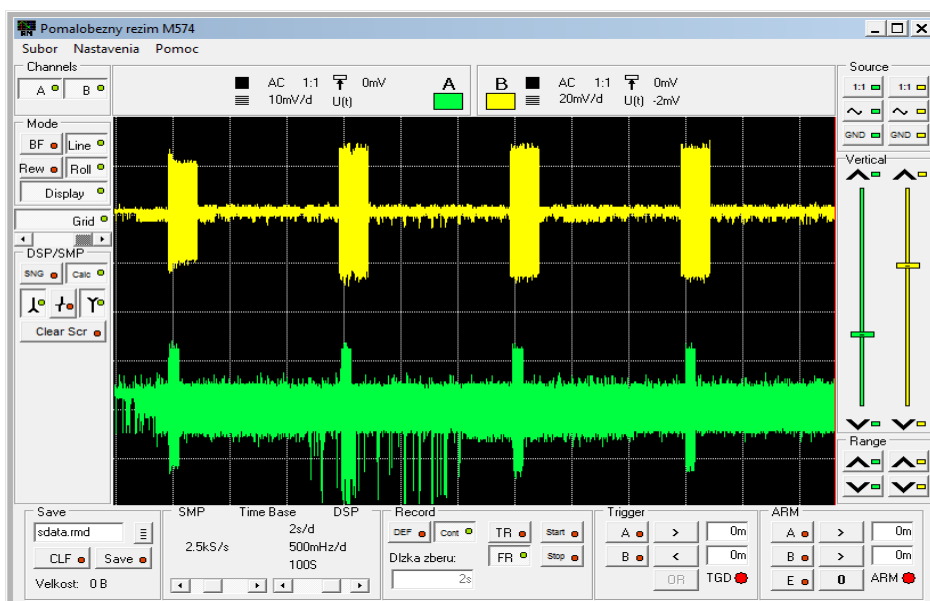 Pomalobezny rezim M574
Subor Nastavenia Pomoc
Channels
A B
AC 1:1 0mV A
10mV/d U(t)
B AC 1:1 0mV
20mV/d U(t) -2mV
Source
1:1 1:1
GND GND
Mode
BF Line
Rew Roll
Display
Grid
DSP/SMP
SNG Calc
Clear Scr
Vertical
Range
Save
sdata.rmd
CLF Save
Velkost: 0 B
SMP Time Base DSP
2s/d
2.5kS/s 500mHz/d
100S
Record
DEF Cont TR Start
Dlzka zberu: FR Stop
2s
Trigger
A > 0m
B < 0m
OR TGD
ARM
A > 0m
B > 0m
E 0 ARM